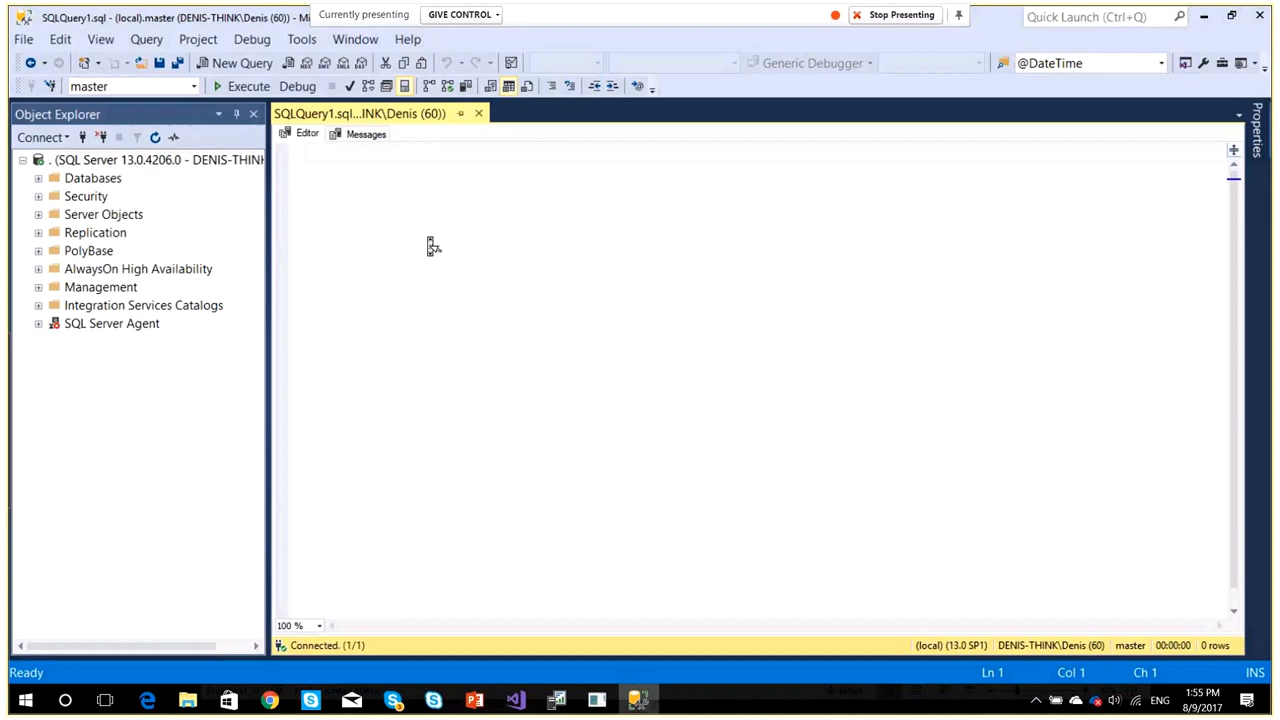 SQLQuery1.sql - (local).master (DENIS-THINK\Denis (60)) - Mi
Currently presenting
GIVE CONTROL
Stop Presenting
Quick Launch (Ctrl+Q)
File Edit View Query Project Debug Tools Window Help
New Query
Generic Debugger
@DateTime
master
Execute
Debug
Object Explorer
SQLQuery1.sql...INK\Denis (60))
Properties
Connect
Editor
Messages
. (SQL Server 13.0.4206.0 - DENIS-THINK
Databases
Security
Server Objects
Replication
PolyBase
AlwaysOn High Availability
Management
Integration Services Catalogs
SQL Server Agent
100 %
Connected. (1/1)
(local) (13.0 SP1)
DENIS-THINK\Denis (60)
master
00:00:00
0 rows
Ready
Ln 1
Col 1
Ch 1
INS
ENG
1:55 PM
8/9/2017